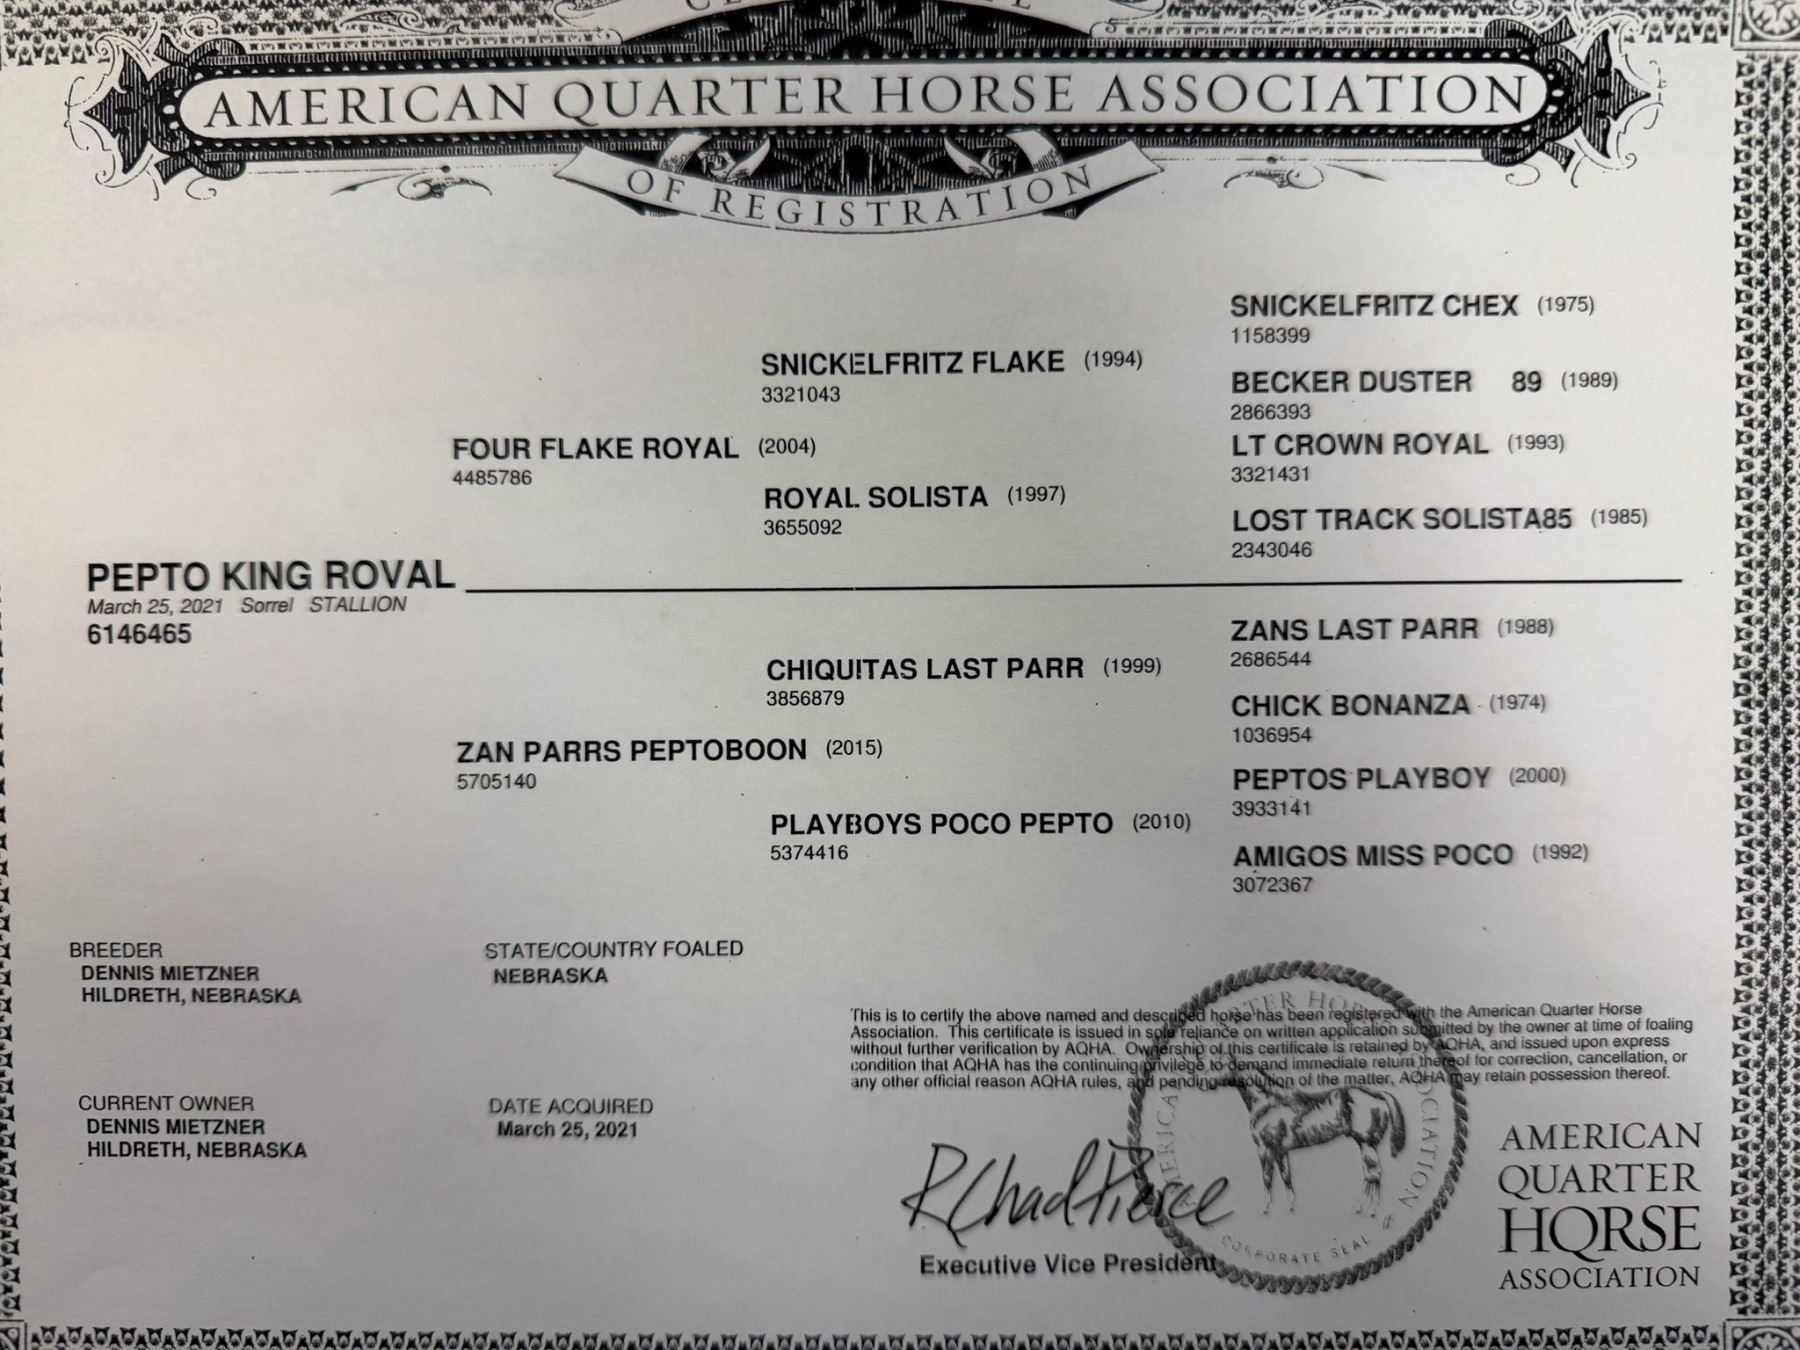 AMERICAN QUARTER HORSE ASSOCIATION
OF REGISTRATION
SNICKELFRITZ CHEX (1975)
1158399
SNICKELFRITZ FLAKE (1994)
3321043
BECKER DUSTER 89 (1989)
2866393
FOUR FLAKE ROYAL (2004)
4485786
LT CROWN ROYAL (1993)
3321431
ROYAL SOLISTA (1997)
3655092
LOST TRACK SOLISTA85 (1985)
2343046
PEPTO KING ROVAL
March 25, 2021 Sorrel STALLION
6146465
ZANS LAST PARR (1988)
2686544
CHIQUITAS LAST PARR (1999)
3856879
CHICK BONANZA (1974)
1036954
ZAN PARRS PEPTOBOON (2015)
5705140
PEPTOS PLAYBOY (2000)
3933141
PLAYBOYS POCO PEPTO (2010)
5374416
AMIGOS MISS POCO (1992)
3072367
BREEDER
DENNIS MIETZNER
HILDRETH, NEBRASKA
STATE/COUNTRY FOALED
NEBRASKA
CURRENT OWNER
DENNIS MIETZNER
HILDRETH, NEBRASKA
DATE ACQUIRED
March 25, 2021
This is to certify the above named and described horse has been registered with the American Quarter Horse
Association. This certificate is issued in sole reliance on written application submitted by the owner at time of foaling
without further verification by AQHA. Ownership of this certificate is retained by AQHA, and issued upon express
condition that AQHA has the continuing privilege to demand immediate return thereof for correction, cancellation, or
any other official reason AQHA rules, and pending resolution of the matter, AQHA may retain possession thereof.
R Chad Pierce
Executive Vice President
CORPORATE SEAL
AMERICAN
QUARTER
HORSE
ASSOCIATION